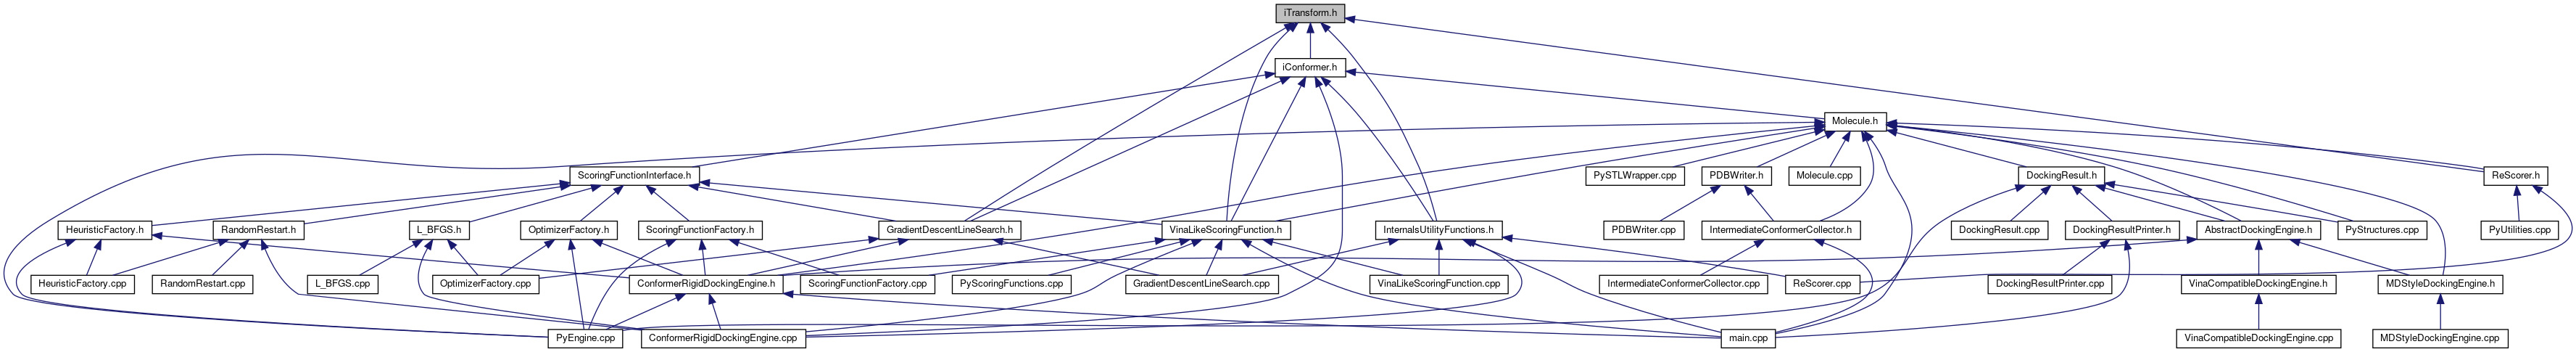 iTransform.h
iConformer.h
Molecule.h
ScoringFunctionInterface.h
PySTLWrapper.cpp
PDBWriter.h
Molecule.cpp
DockingResult.h
ReScorer.h
HeuristicFactory.h
RandomRestart.h
L_BFGS.h
OptimizerFactory.h
ScoringFunctionFactory.h
GradientDescentLineSearch.h
VinaLikeScoringFunction.h
InternalsUtilityFunctions.h
PDBWriter.cpp
IntermediateConformerCollector.h
DockingResult.cpp
DockingResultPrinter.h
AbstractDockingEngine.h
PyStructures.cpp
PyUtilities.cpp
HeuristicFactory.cpp
RandomRestart.cpp
L_BFGS.cpp
OptimizerFactory.cpp
ConformerRigidDockingEngine.h
ScoringFunctionFactory.cpp
PyScoringFunctions.cpp
GradientDescentLineSearch.cpp
VinaLikeScoringFunction.cpp
IntermediateConformerCollector.cpp
ReScorer.cpp
DockingResultPrinter.cpp
VinaCompatibleDockingEngine.h
MDStyleDockingEngine.h
PyEngine.cpp
ConformerRigidDockingEngine.cpp
main.cpp
VinaCompatibleDockingEngine.cpp
MDStyleDockingEngine.cpp